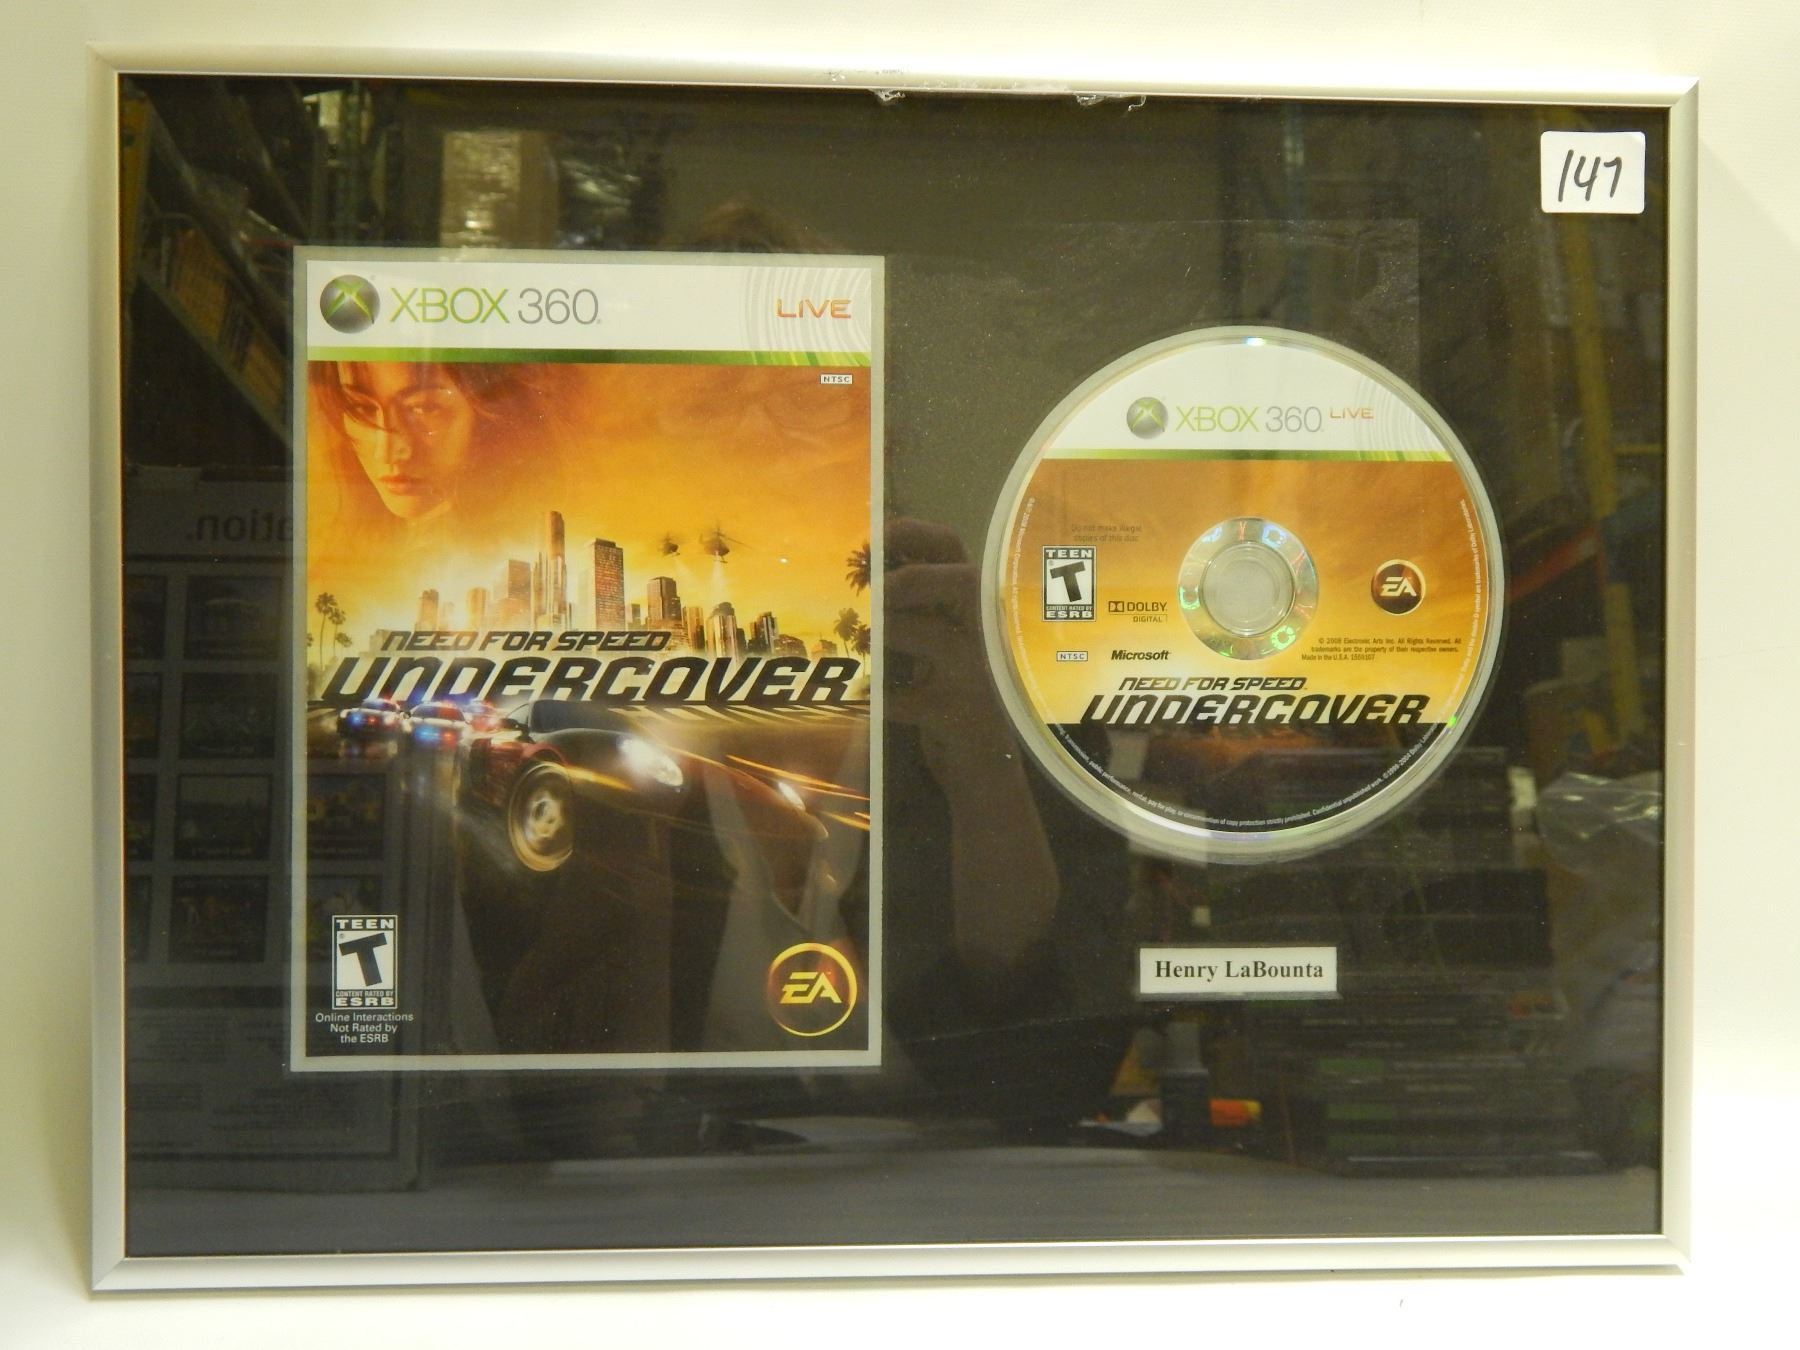 147
XBOX 360
LIVE
NTSC
NEED FOR SPEED
UNDERCOVER
TEEN
T
CONTENT RATED BY
ESRB
Online Interactions
Not Rated by
the ESRB
EA
XBOX 360 LIVE
Do not make illegal
copies of this disc
TEEN
T
CONTENT RATED BY
ESRB
DOLBY
DIGITAL
EA
© 2008 Electronic Arts Inc. All Rights Reserved. All
trademarks are the property of their respective owners.
Made in the U.S.A. 1559107
NTSC
Microsoft
NEED FOR SPEED
UNDERCOVER
Henry LaBounta